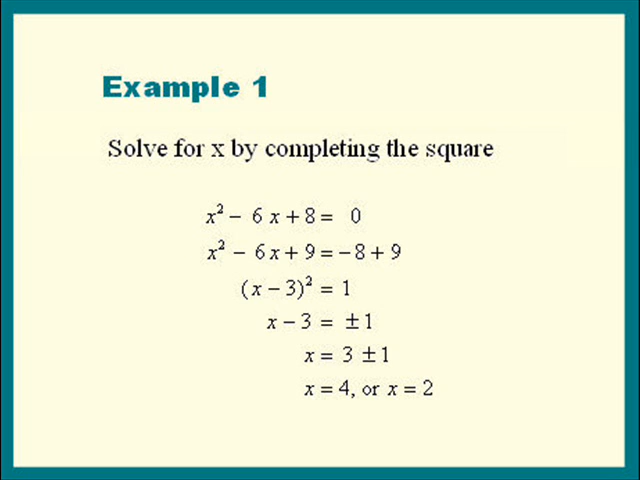 Example 1
Solve for x by completing the square
x² − 6x + 8 = 0
x² − 6x + 9 = −8 + 9
(x − 3)² = 1
x − 3 = ±1
x = 3 ±1
x = 4, or x = 2